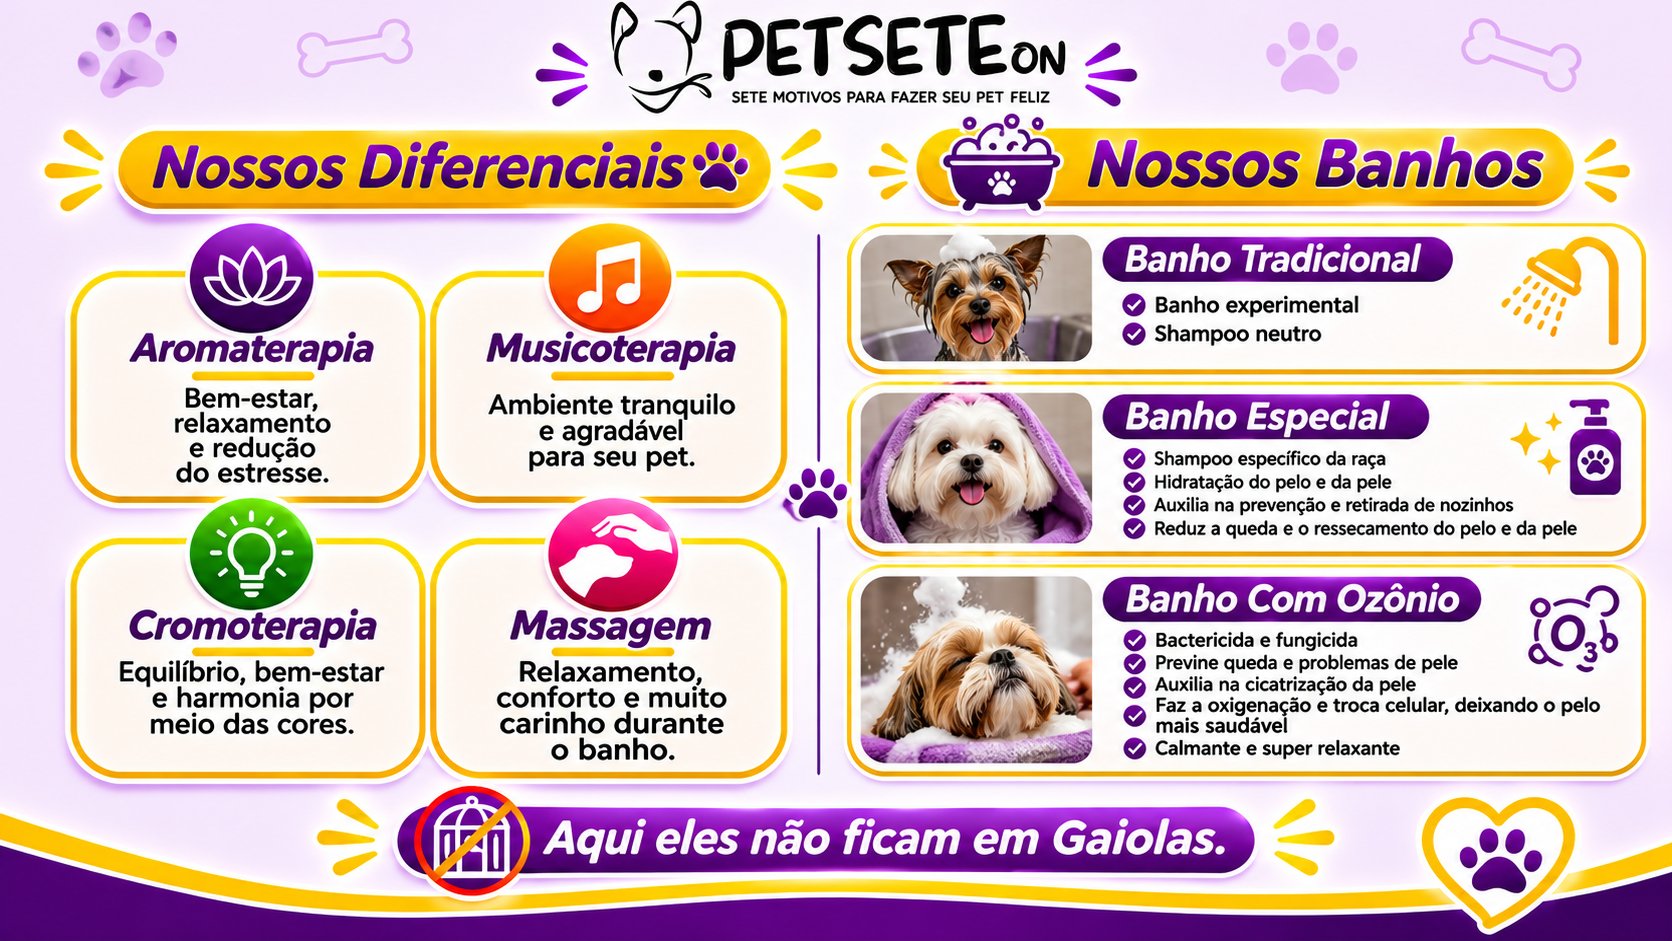 PETSETE ON
SETE MOTIVOS PARA FAZER SEU PET FELIZ
Nossos Diferenciais
Aromaterapia
Bem-estar,
relaxamento
e redução
do estresse.
Musicoterapia
Ambiente tranquilo
e agradável
para seu pet.
Cromoterapia
Equilíbrio, bem-estar
e harmonia por
meio das cores.
Massagem
Relaxamento,
conforto e muito
carinho durante
o banho.
Nossos Banhos
Banho Tradicional
Banho experimental
Shampoo neutro
Banho Especial
Shampoo específico da raça
Hidratação do pelo e da pele
Auxilia na prevenção e retirada de nozinhos
Reduz a queda e o ressecamento do pelo e da pele
Banho Com Ozônio
Bactericida e fungicida
Previne queda e problemas de pele
Auxilia na cicatrização da pele
Faz a oxigenação e troca celular, deixando o pelo
mais saudável
Calmante e super relaxante
O3
Aqui eles não ficam em Gaiolas.